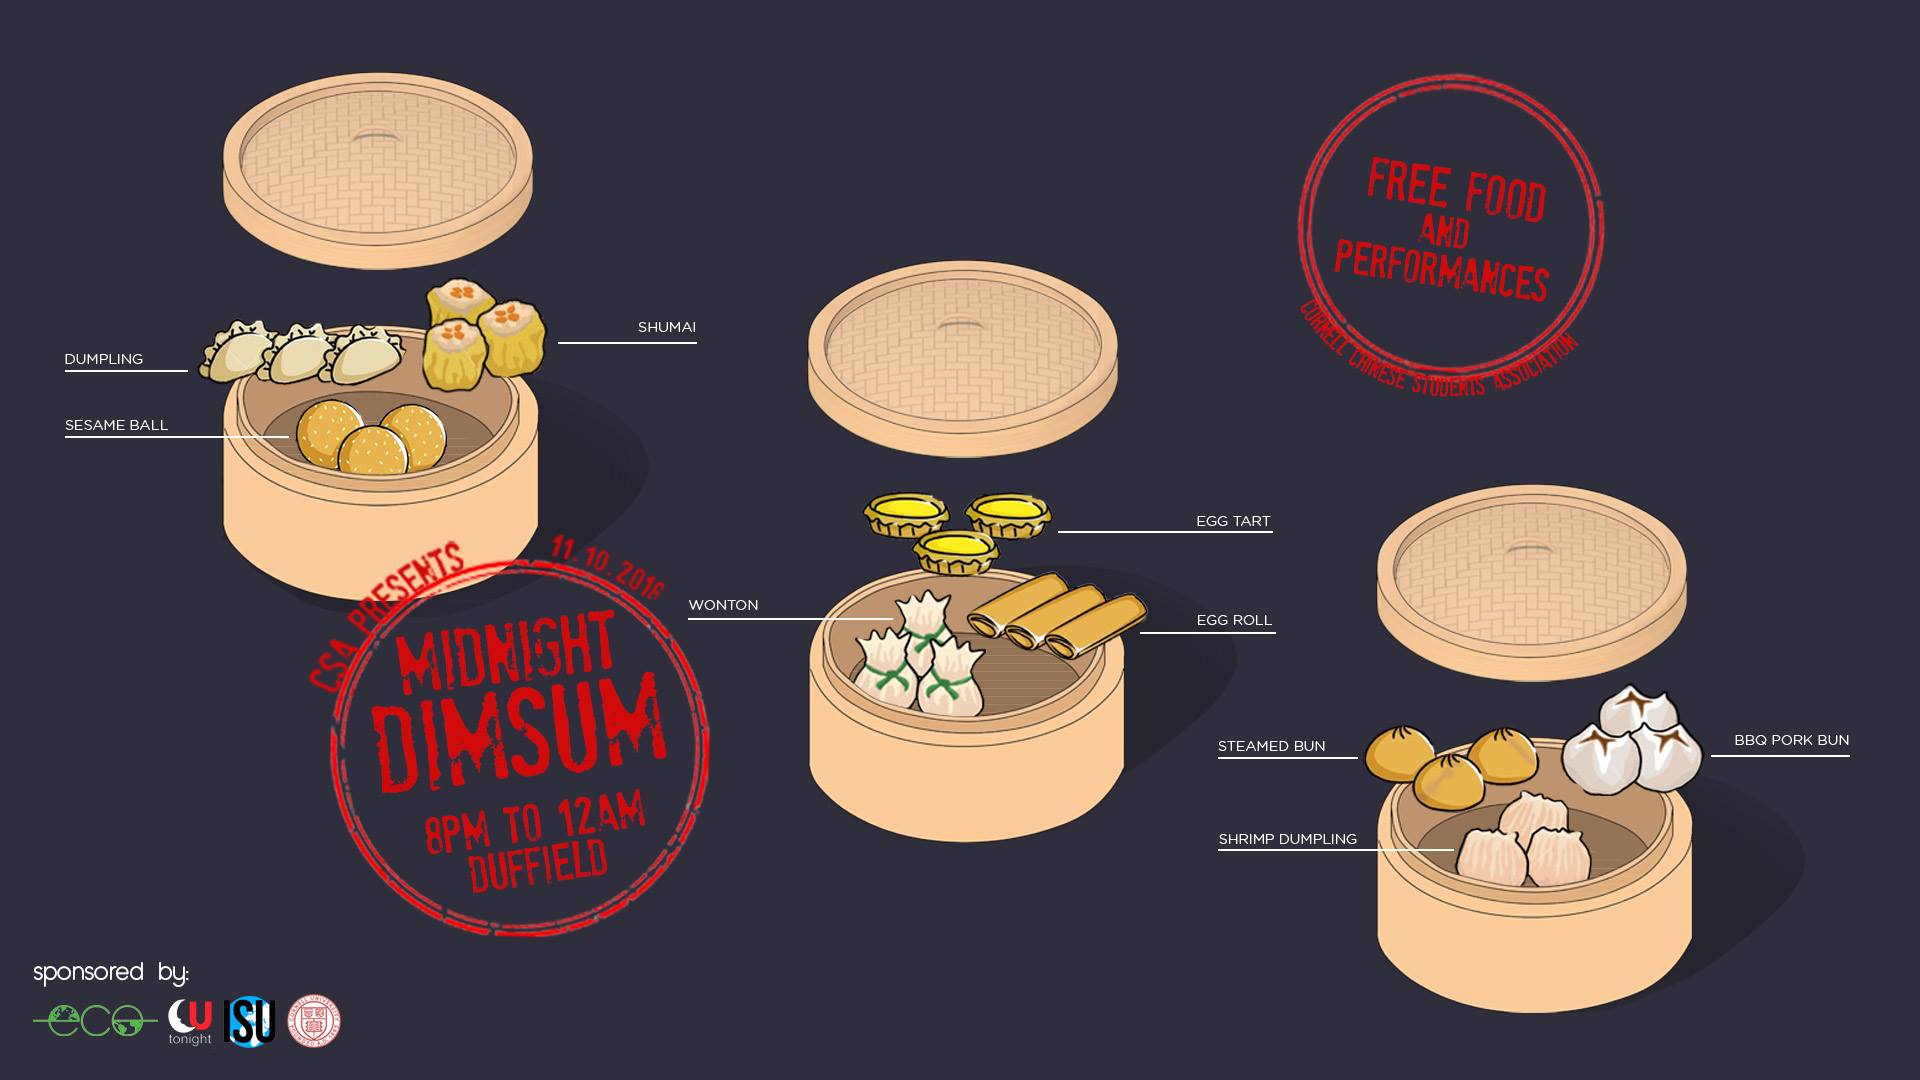 SHUMAI
DUMPLING
SESAME BALL
FREE FOOD
AND
PERFORMANCES
CORNELL CHINESE STUDENTS ASSOCIATION
EGG TART
WONTON
EGG ROLL
CSA PRESENTS
11.10.2016
MIDNIGHT
DIMSUM
8PM TO 12AM
DUFFIELD
STEAMED BUN
BBQ PORK BUN
SHRIMP DUMPLING
sponsored by:
eco
CU
tonight
ISU